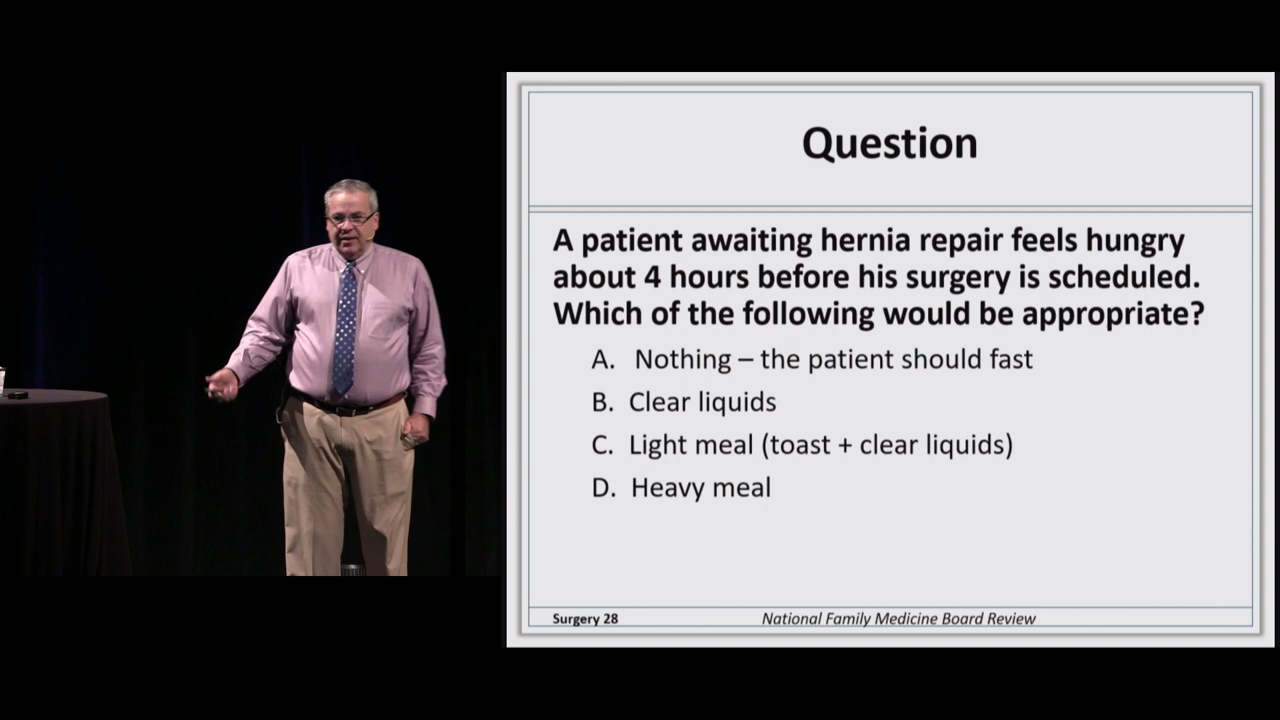 Question
A patient awaiting hernia repair feels hungry
about 4 hours before his surgery is scheduled.
Which of the following would be appropriate?
A. Nothing – the patient should fast
B. Clear liquids
C. Light meal (toast + clear liquids)
D. Heavy meal
Surgery 28
National Family Medicine Board Review